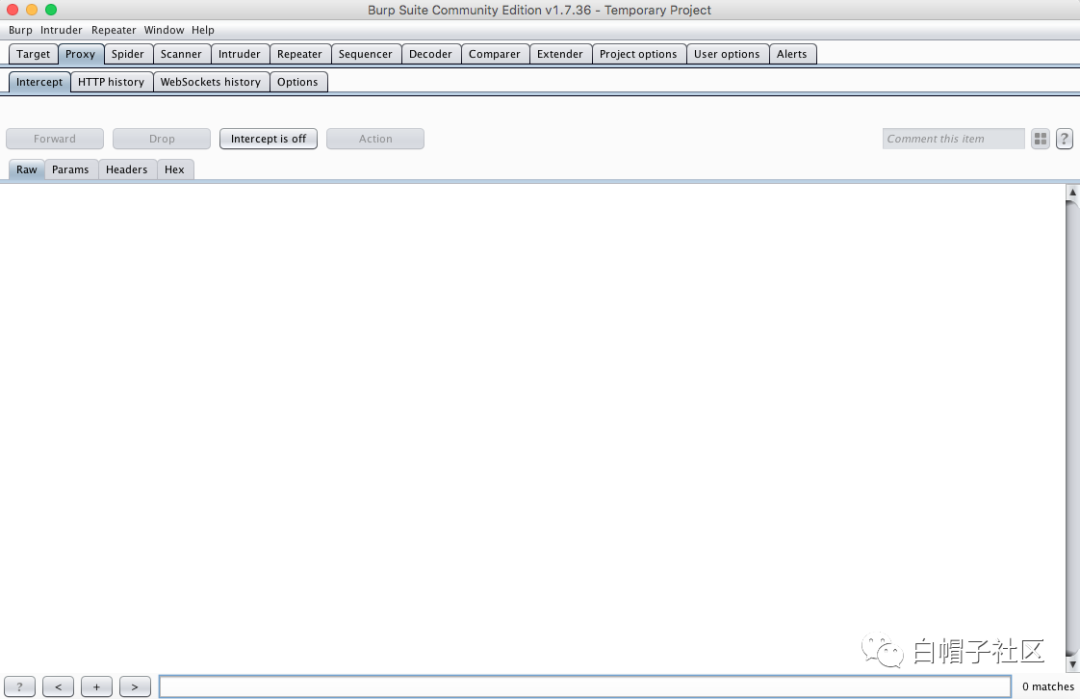 Burp Suite Community Edition v1.7.36 - Temporary Project
Burp Intruder Repeater Window Help
Target Proxy Spider Scanner Intruder Repeater Sequencer Decoder Comparer Extender Project options User options Alerts
Intercept HTTP history WebSockets history Options
Forward Drop Intercept is off Action Comment this item ?
Raw Params Headers Hex
白帽子社区
? < + > 0 matches